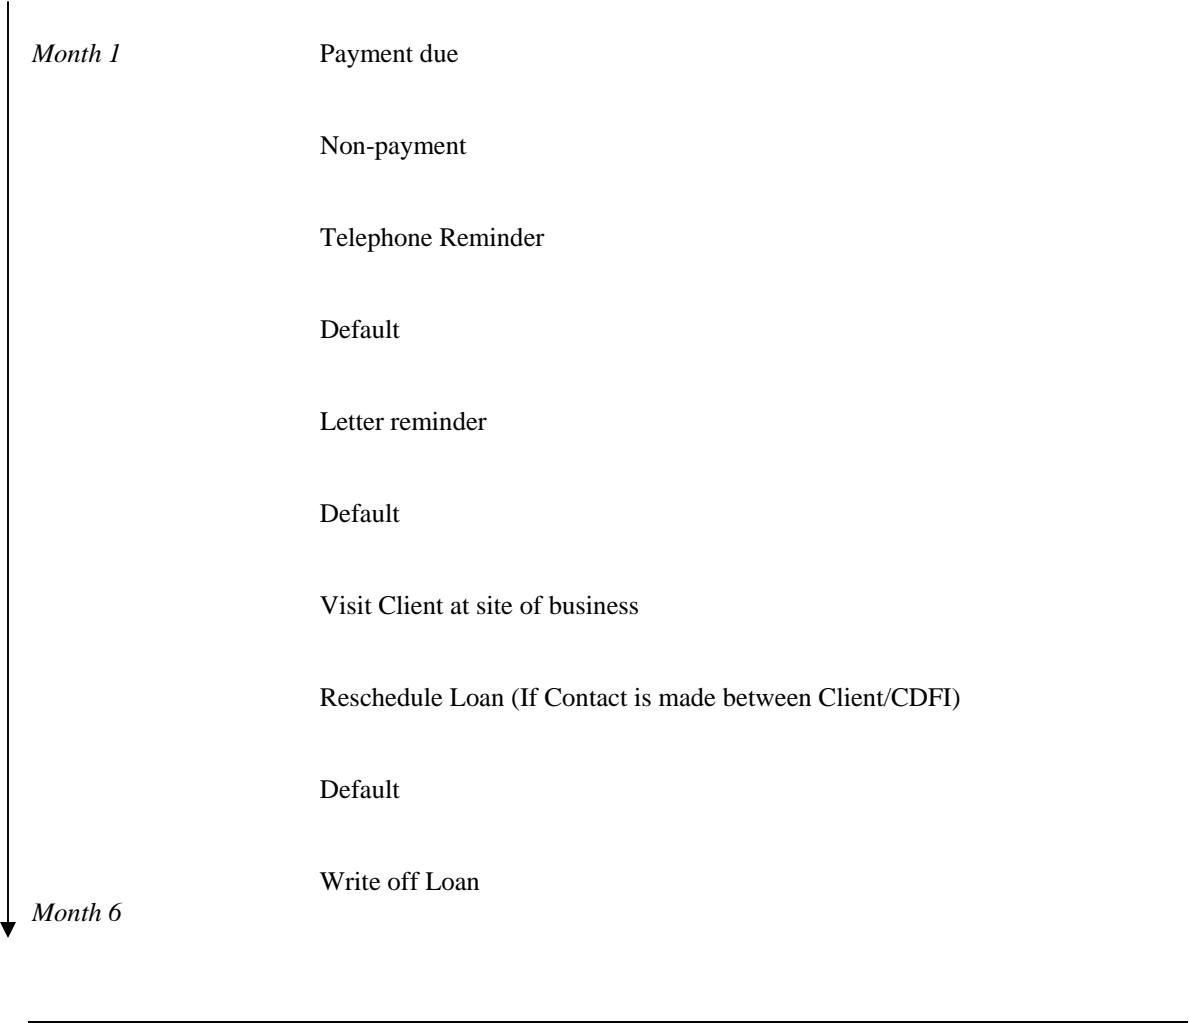 Month 1 Payment due
Non-payment
Telephone Reminder
Default
Letter reminder
Default
Visit Client at site of business
Reschedule Loan (If Contact is made between Client/CDFI)
Default
Write off Loan
Month 6